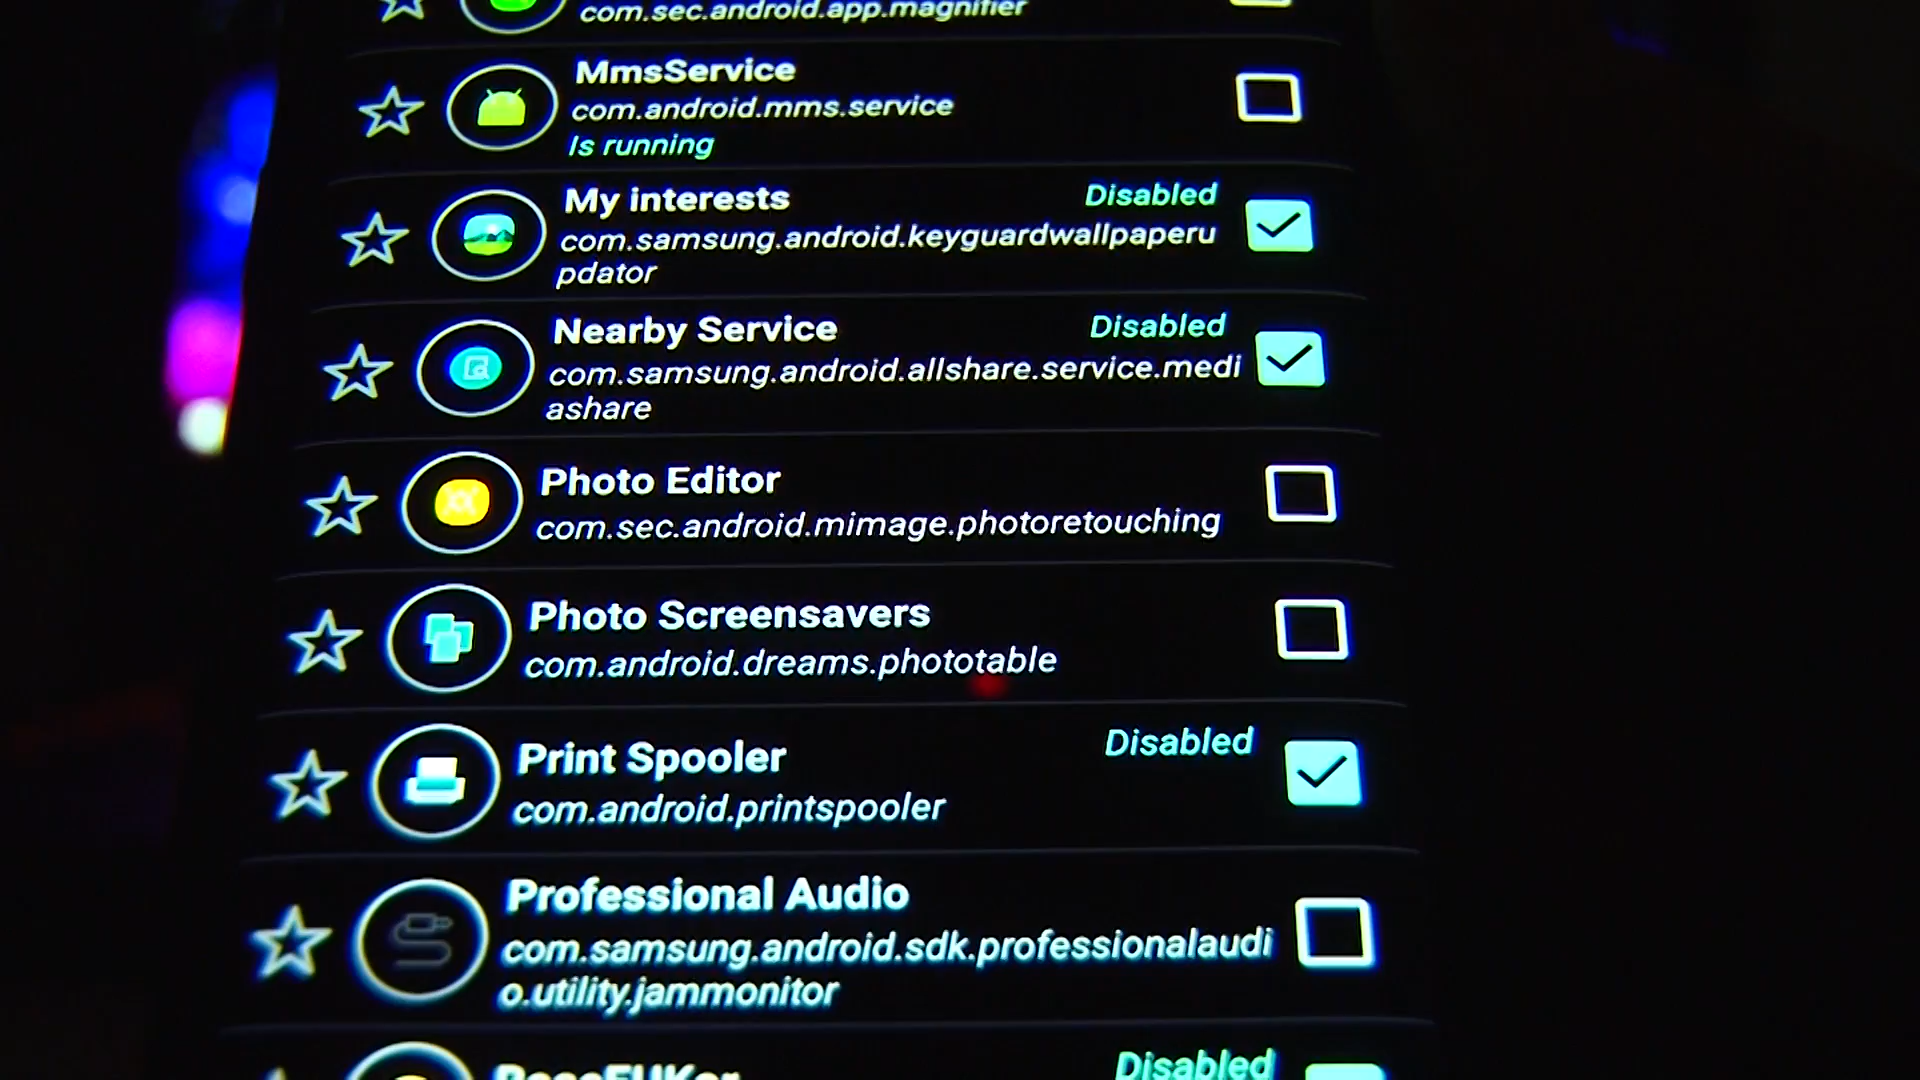 com.sec.android.app.magnifier
MmsService
com.android.mms.service
Is running
My interests
Disabled
com.samsung.android.keyguardwallpaperu
pdator
Nearby Service
Disabled
com.samsung.android.allshare.service.medi
ashare
Photo Editor
com.sec.android.mimage.photoretouching
Photo Screensavers
com.android.dreams.phototable
Print Spooler
Disabled
com.android.printspooler
Professional Audio
com.samsung.android.sdk.professionalaudi
o.utility.jammonitor
Disabled